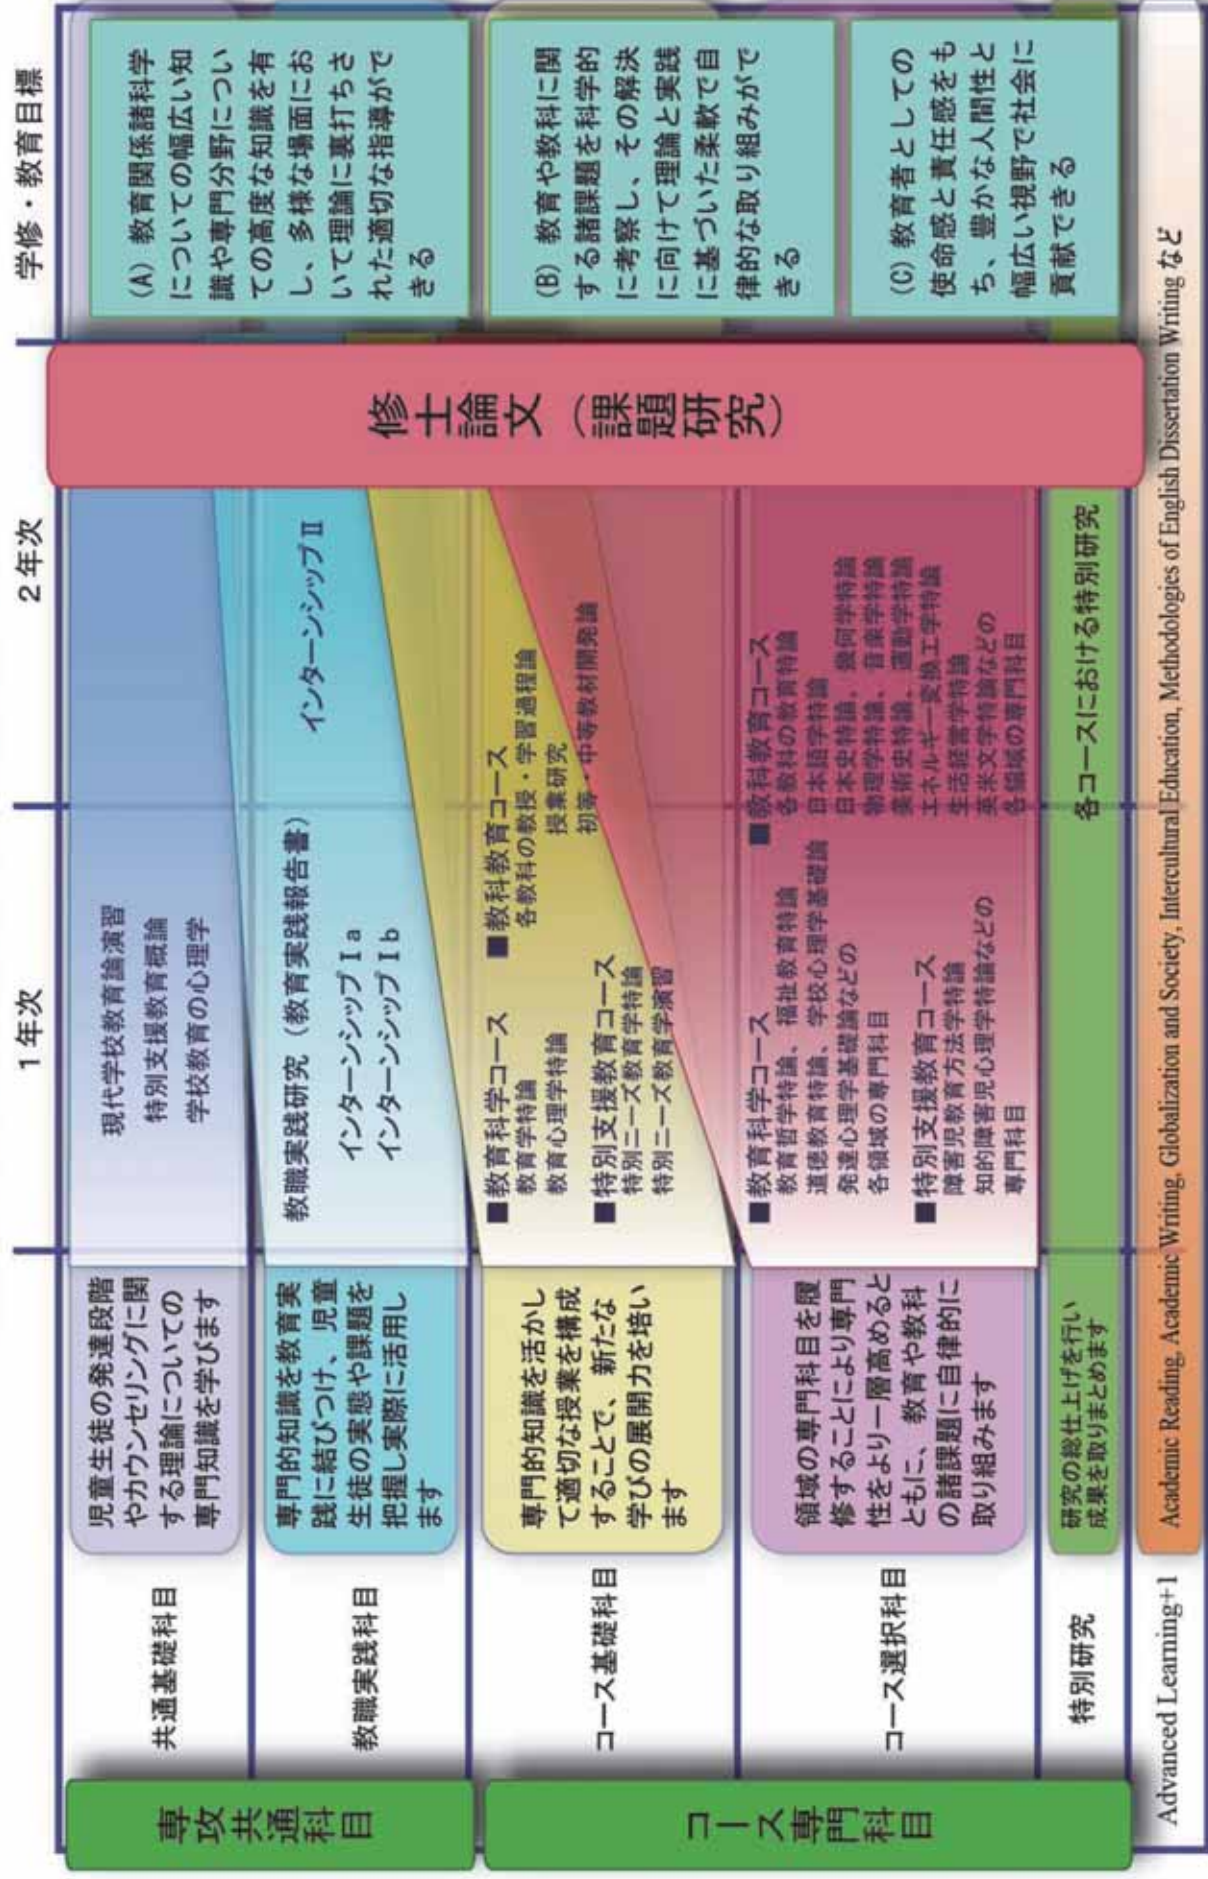 1年次
2年次
学修・教育目標
専攻共通科目
共通基礎科目
児童生徒の発達段階
やカウンセリングに関
する理論についての
専門知識を学びます
現代学校教育論演習
特別支援教育概論
学校教育の心理学
教職実践科目
専門的知識を教育実
践に結びつけ、児童
生徒の実態や課題を
把握し実際に活用し
ます
教職実践研究（教育実践報告書）
インターンシップⅠa
インターンシップⅠb
インターンシップⅡ
コース専門科目
コース基礎科目
専門的知識を活かし
て適切な授業を構成
することで、新たな
学びの展開力を培い
ます
■教育科学コース
教育学特論
教育心理学特論
■特別支援教育コース
特別ニーズ教育学特論
特別ニーズ教育学演習
■教科教育コース
各教科の教授・学習過程論
授業研究
初等・中等教材開発論
コース選択科目
領域の専門科目を履
修することにより専門
性をより一層高めると
ともに、教育や教科
の諸課題に自律的に
取り組みます
■教育科学コース
教育哲学特論、福祉教育特論
道徳教育特論、学校心理学基礎論
発達心理学基礎論などの
各領域の専門科目
■特別支援教育コース
障害児教育方法学特論
知的障害児心理学特論などの
専門科目
■教科教育コース
各教科の教育特論
日本語学特論
日本史特論、幾何学特論
物理学特論、音楽学特論
美術史特論、運動学特論
エネルギー変換工学特論
生活経営学特論
英米文学特論などの
各領域の専門科目
特別研究
研究の総仕上げを行い
成果を取りまとめます
各コースにおける特別研究
修士論文（課題研究）
(A) 教育関係諸科学
についての幅広い知
識や専門分野につい
ての高度な知識を有
し、多様な場面にお
いて理論に裏打ちさ
れた適切な指導がで
きる
(B) 教育や教科に関
する諸課題を科学的
に考察し、その解決
に向けて理論と実践
に基づいた柔軟で自
律的な取り組みがで
きる
(C) 教育者としての
使命感と責任感をも
ち、豊かな人間性と
幅広い視野で社会に
貢献できる
Advanced Learning+1
Academic Reading, Academic Writing, Globalization and Society, Intercultural Education, Methodologies of English Dissertation Writing など